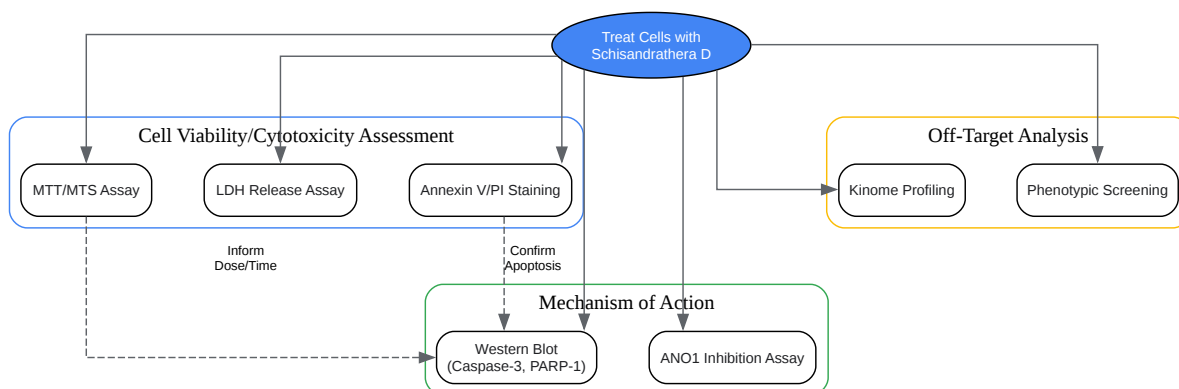 Treat Cells with
Schisandrathera D
Cell Viability/Cytotoxicity Assessment
Off-Target Analysis
MTT/MTS Assay
LDH Release Assay
Annexin V/PI Staining
Kinome Profiling
Phenotypic Screening
Inform
Dose/Time
Confirm
Apoptosis
Mechanism of Action
Western Blot
(Caspase-3, PARP-1)
ANO1 Inhibition Assay